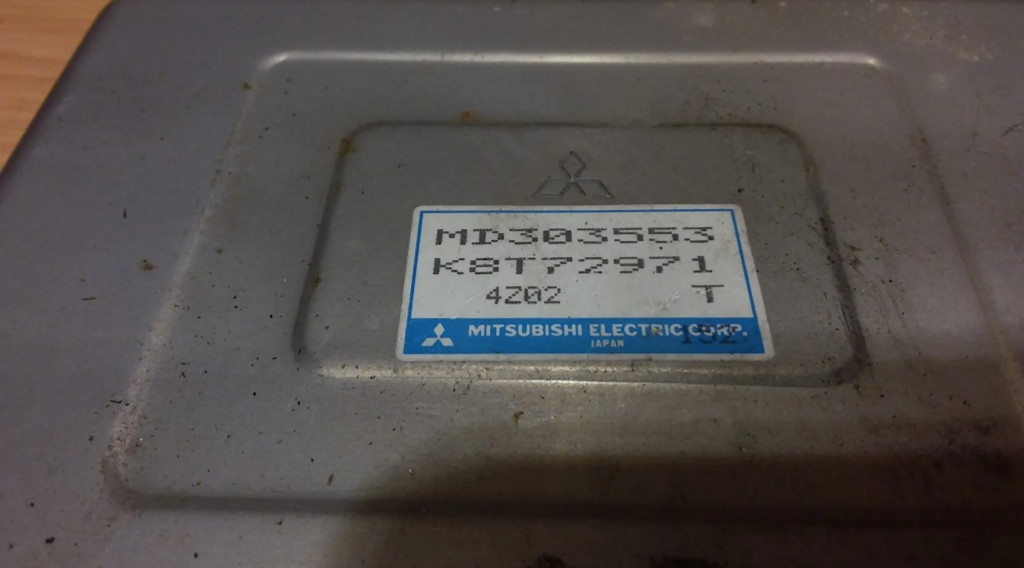 MD303553
K8T72971
4Z02 T
MITSUBISHI ELECTRIC CORP.
JAPAN